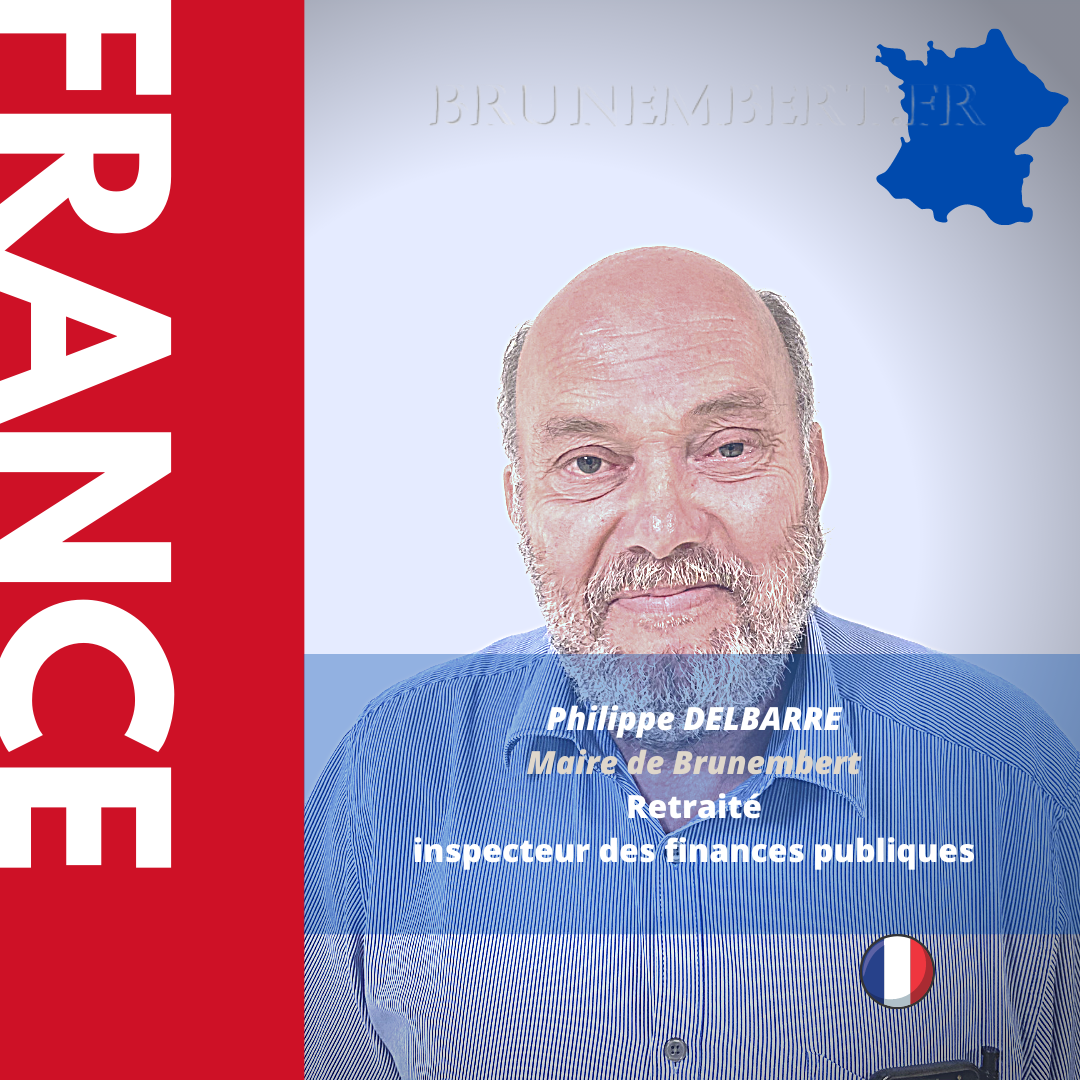 FRANCE
BRUNEMBERT.FR
Philippe DELBARRE
Maire de Brunembert
Retraité
inspecteur des finances publiques